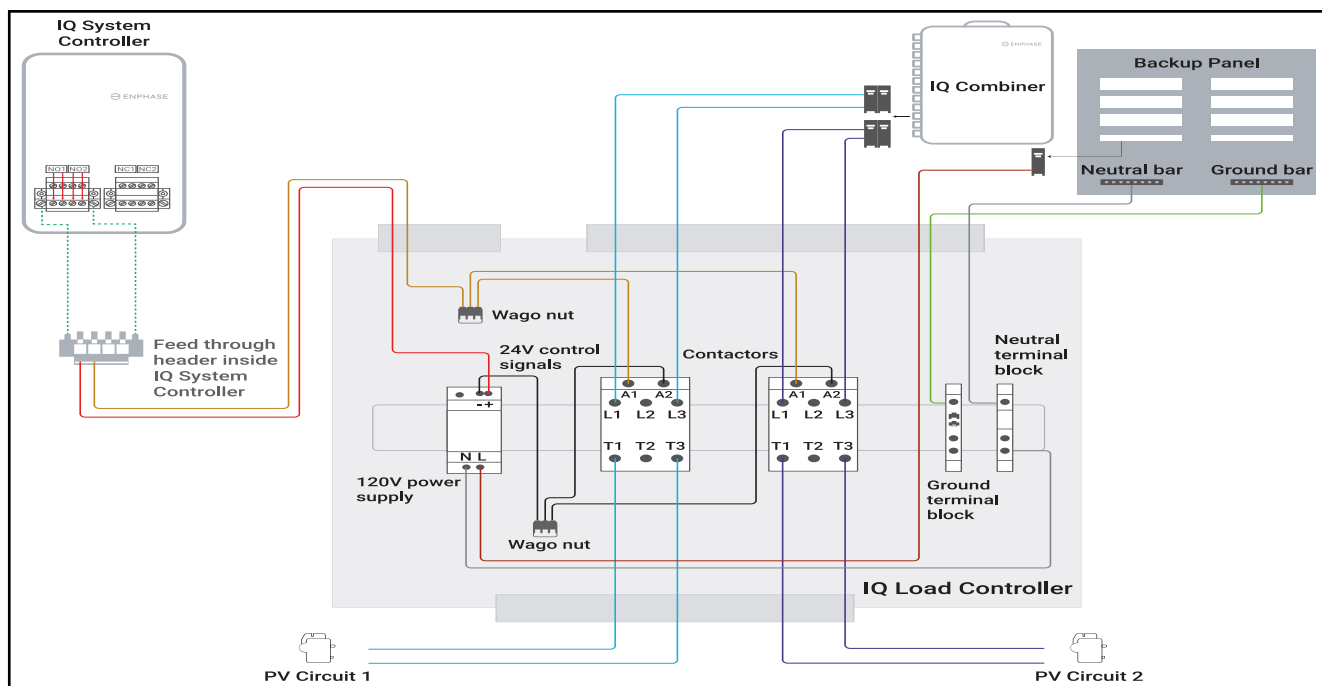 IQ System
Controller
ENPHASE
NO1 NO2
NC1 NC2
Feed through
header inside
IQ System
Controller
ENPHASE
IQ Combiner
Backup Panel
Neutral bar
Ground bar
Wago nut
24V control
signals
Contactors
Neutral
terminal
block
- +
N L
120V power
supply
A1 A2
L1 L2 L3
T1 T2 T3
A1 A2
L1 L2 L3
T1 T2 T3
Ground
terminal
block
Wago nut
IQ Load Controller
PV Circuit 1
PV Circuit 2